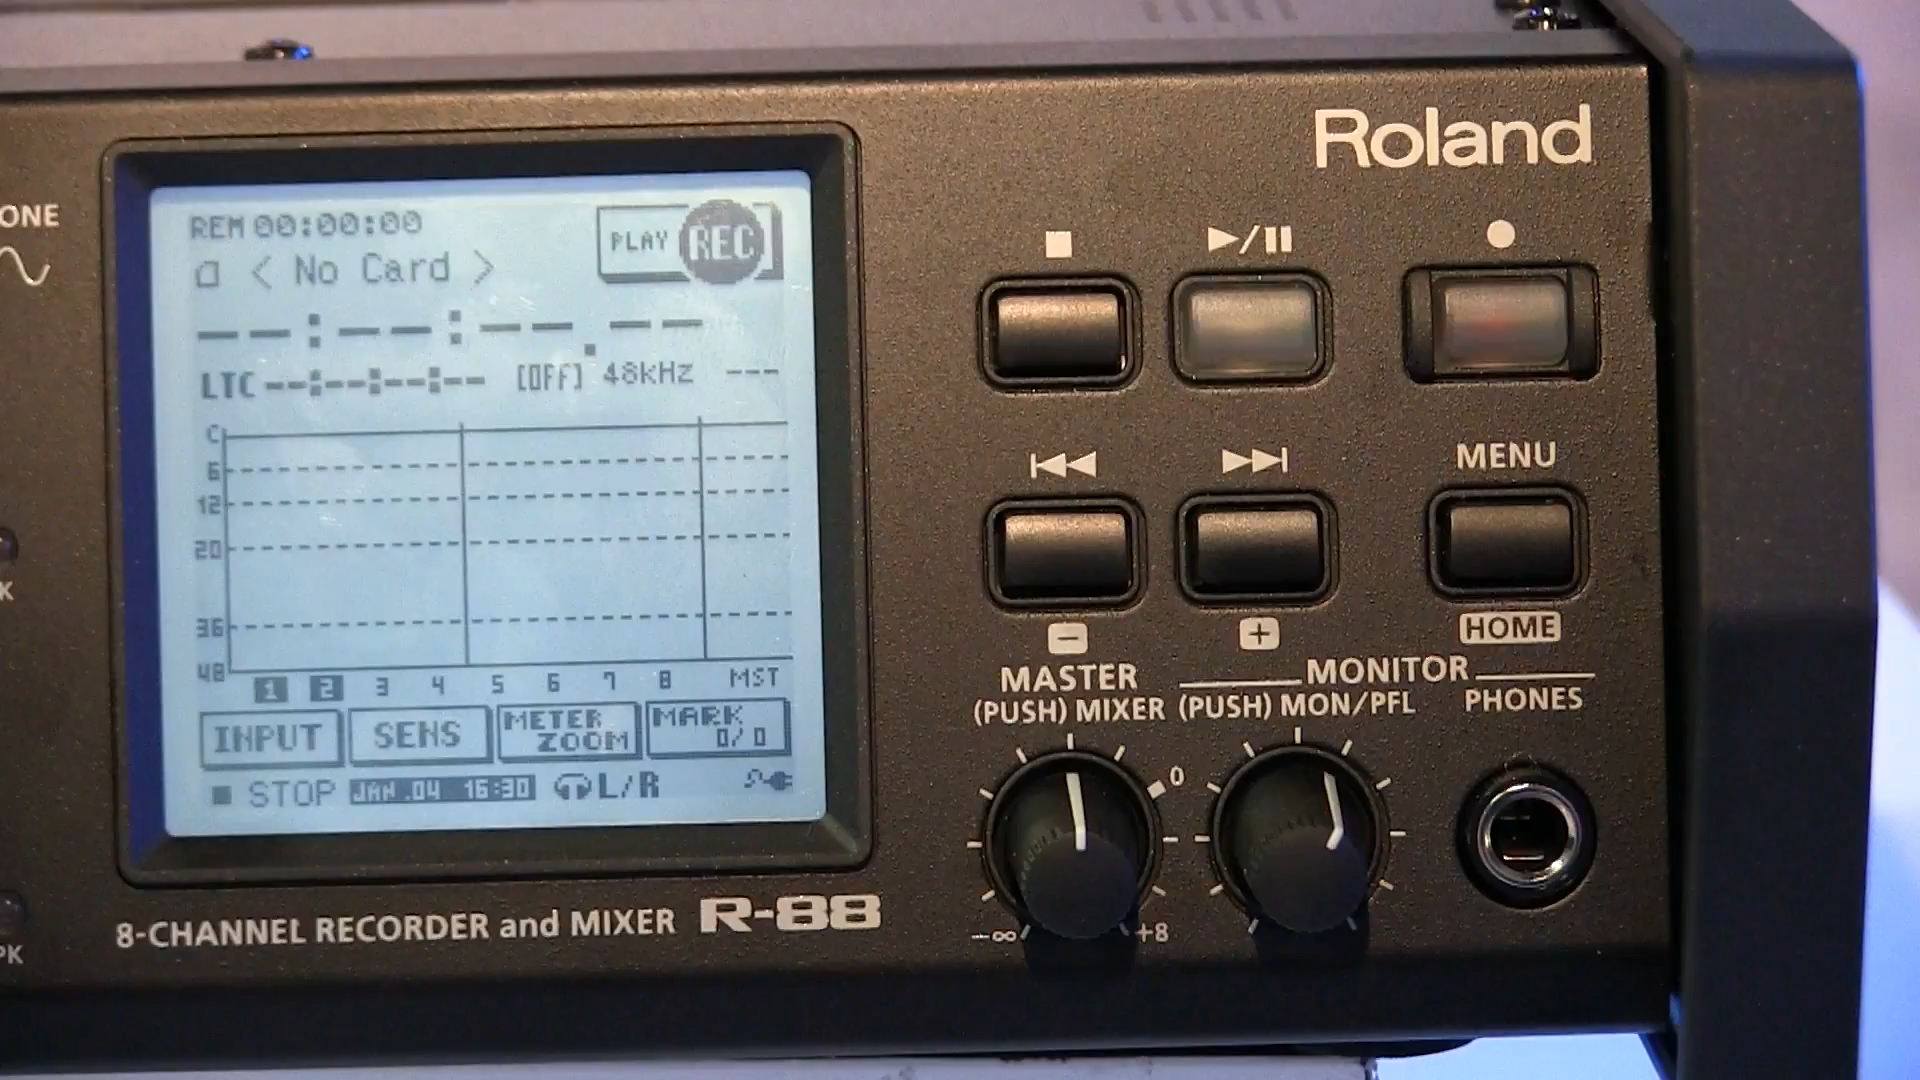 Roland
ONE
REM 00:00:00
PLAY REC
< No Card >
--:--:--.--
LTC --:--:--:-- [OFF] 48kHz ---
C
6
12
20
36
48
1 2 3 4 5 6 7 8 MST
INPUT SENS METER ZOOM MARK 0/0
STOP JAN.04 16:30 L/R
MENU
HOME
MASTER
(PUSH) MIXER
MONITOR
(PUSH) MON/PFL PHONES
0
-∞ +8
K
PK
8-CHANNEL RECORDER and MIXER R-88